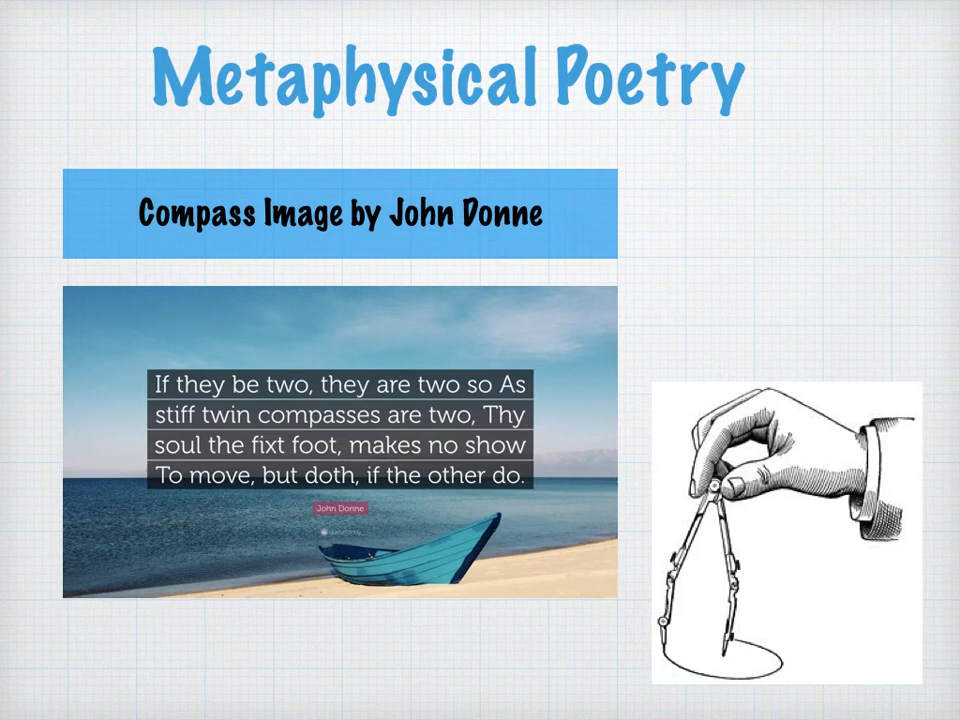 Metaphysical Poetry
Compass Image by John Donne
If they be two, they are two so As
stiff twin compasses are two, Thy
soul the fixt foot, makes no show
To move, but doth, if the other do.
John Donne